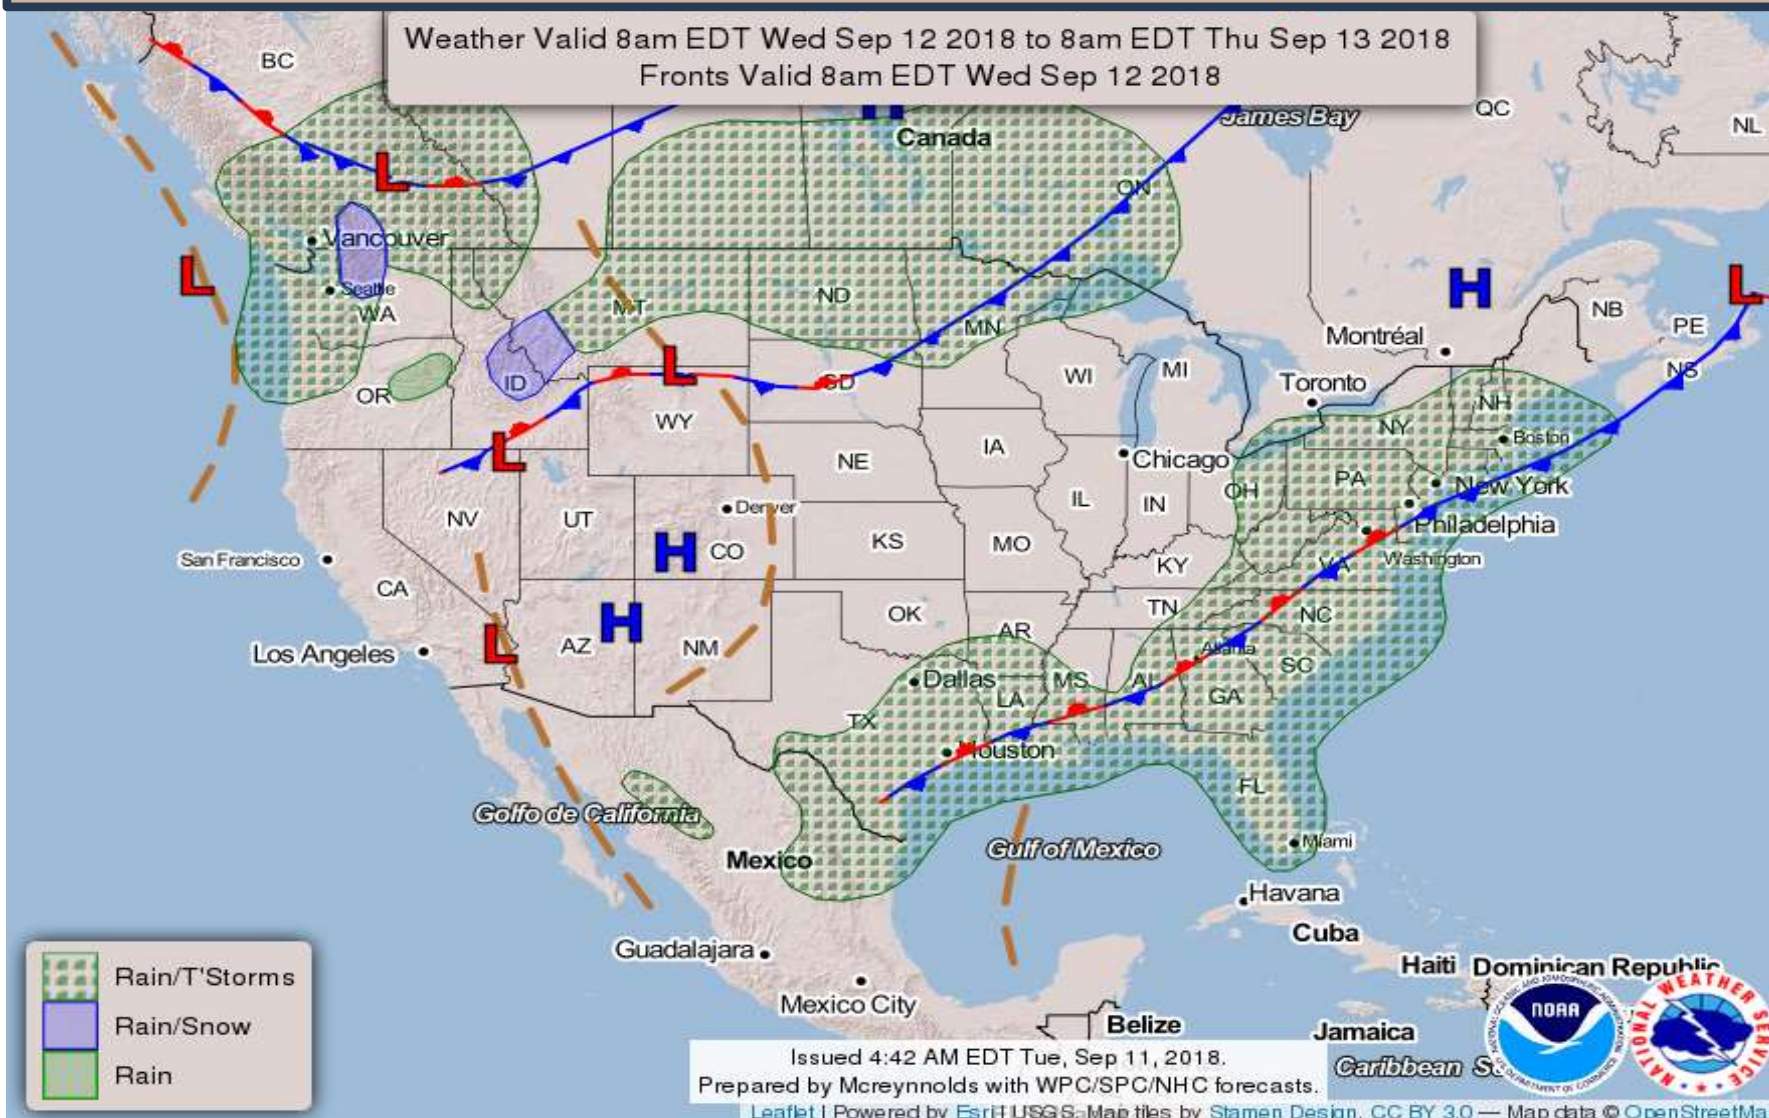 Weather Valid 8am EDT Wed Sep 12 2018 to 8am EDT Thu Sep 13 2018
Fronts Valid 8am EDT Wed Sep 12 2018
BC
H
QC
James Bay
NL
Canada
L
ON
Vancouver
L
Seattle
WA
MT
ND
MN
H
L
NB
PE
Montréal
NS
ID
L
SD
WI
MI
Toronto
OR
NH
WY
NY
IA
Boston
L
NE
Chicago
PA
OH
New York
IL
IN
NV
UT
Denver
Philadelphia
San Francisco
H
CO
KS
MO
KY
VA
Washington
CA
OK
TN
NC
H
AR
Los Angeles
L
AZ
NM
Atlanta
SC
Dallas
MS
AL
LA
GA
TX
Houston
FL
Golfo de California
Miami
Mexico
Gulf of Mexico
Havana
Cuba
Guadalajara
Haiti
Dominican Republic
Mexico City
Belize
Jamaica
Caribbean
Rain/T'Storms
Rain/Snow
Rain
NOAA
NATIONAL WEATHER SERVICE
Issued 4:42 AM EDT Tue, Sep 11, 2018.
Prepared by Mcreynnolds with WPC/SPC/NHC forecasts.
Leaflet | Powered by Esri | USGS, Map tiles by Stamen Design, CC BY 3.0 — Map data © OpenStreetMa